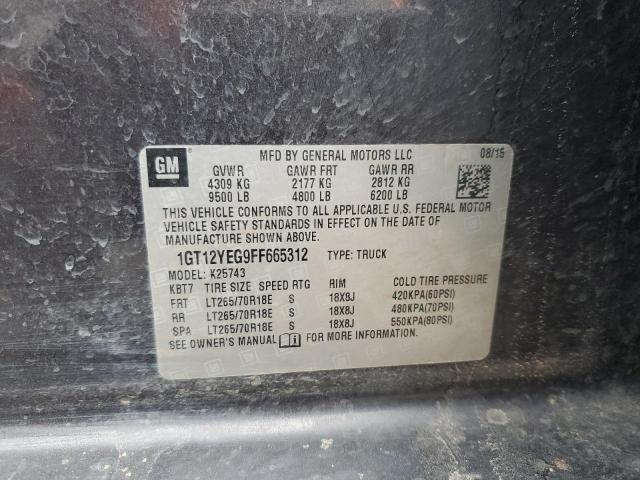 GM
MFD BY GENERAL MOTORS LLC 08/15
GVWR GAWR FRT GAWR RR
4309 KG 2177 KG 2812 KG
9500 LB 4800 LB 6200 LB
THIS VEHICLE CONFORMS TO ALL APPLICABLE U.S. FEDERAL MOTOR
VEHICLE SAFETY STANDARDS IN EFFECT ON THE DATE OF
MANUFACTURE SHOWN ABOVE.
1GT12YEG9FF665312 TYPE: TRUCK
MODEL: K25743
KBT7 TIRE SIZE SPEED RTG RIM COLD TIRE PRESSURE
FRT LT265/70R18E S 18X8J 420KPA(60PSI)
RR LT265/70R18E S 18X8J 480KPA(70PSI)
SPA LT265/70R18E S 18X8J 550KPA(80PSI)
SEE OWNER'S MANUAL FOR MORE INFORMATION.